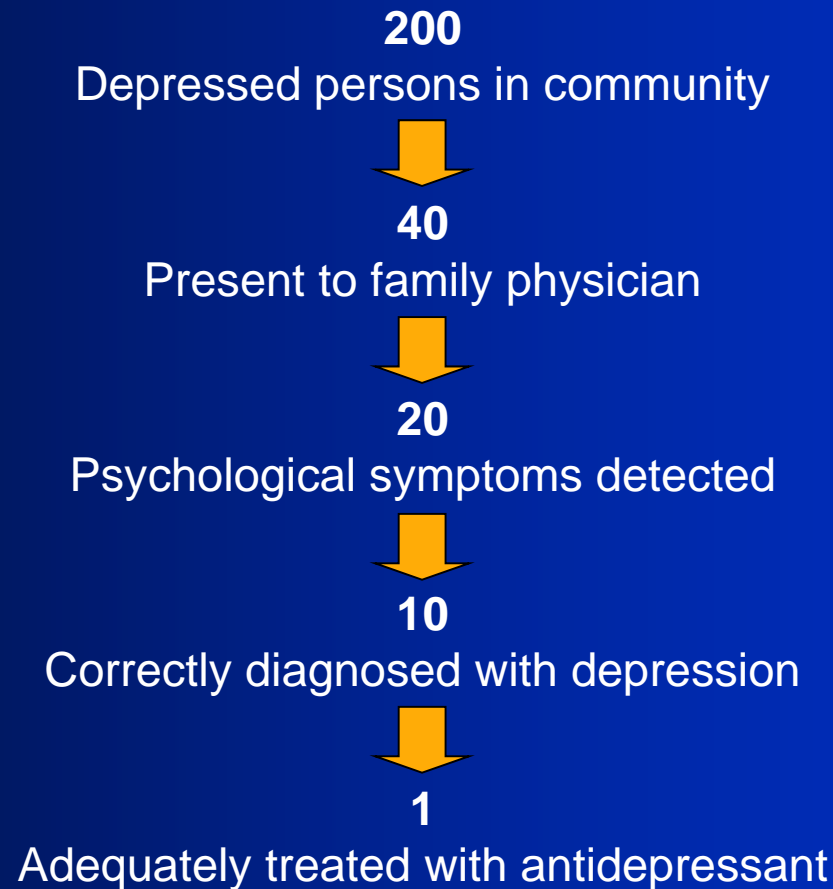 200
Depressed persons in community
40
Present to family physician
20
Psychological symptoms detected
10
Correctly diagnosed with depression
1
Adequately treated with antidepressant